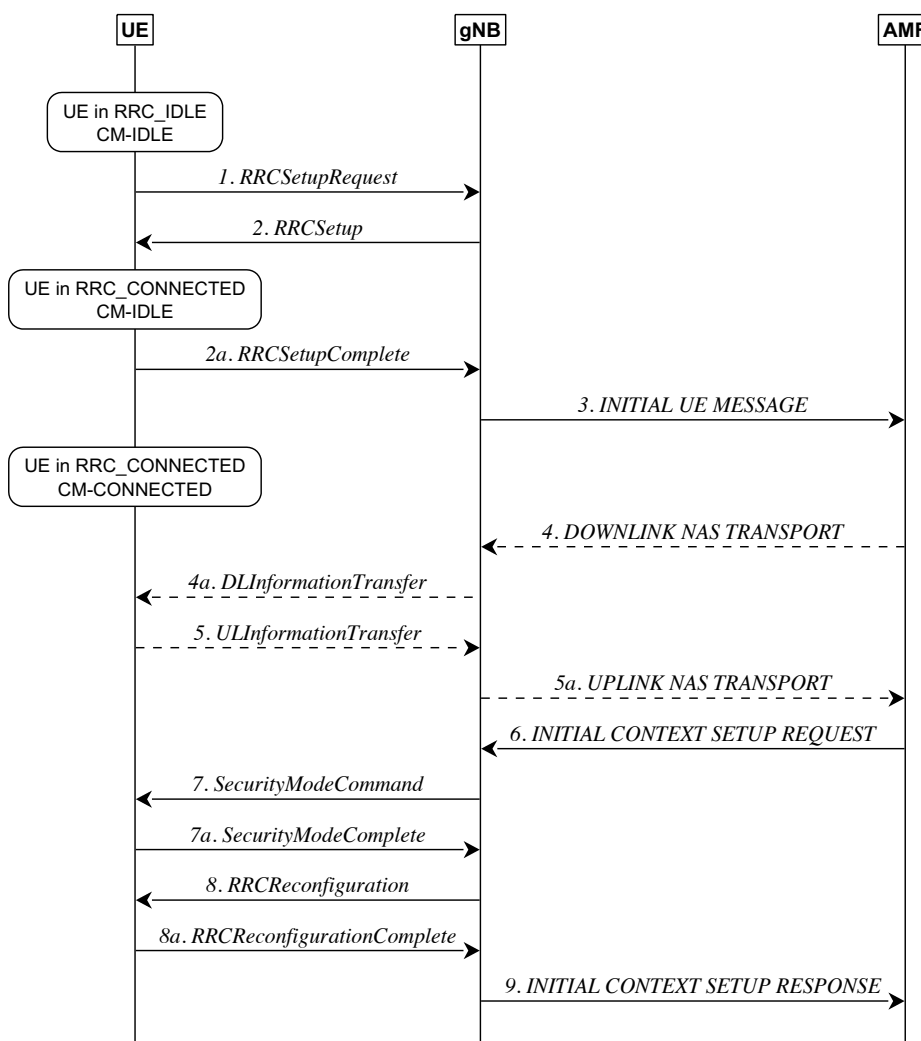 UE
gNB
AMF
UE in RRC_IDLE
CM-IDLE
1. RRCSetupRequest
2. RRCSetup
UE in RRC_CONNECTED
CM-IDLE
2a. RRCSetupComplete
3. INITIAL UE MESSAGE
UE in RRC_CONNECTED
CM-CONNECTED
4. DOWNLINK NAS TRANSPORT
4a. DLInformationTransfer
5. ULInformationTransfer
5a. UPLINK NAS TRANSPORT
6. INITIAL CONTEXT SETUP REQUEST
7. SecurityModeCommand
7a. SecurityModeComplete
8. RRCReconfiguration
8a. RRCReconfigurationComplete
9. INITIAL CONTEXT SETUP RESPONSE